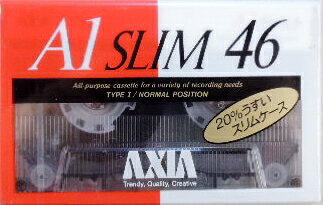 A1 SLIM 46
All-purpose cassette for a variety of recording needs
TYPE I / NORMAL POSITION
20%うすい
スリムケース
AXIA
Trendy, Quality, Creative